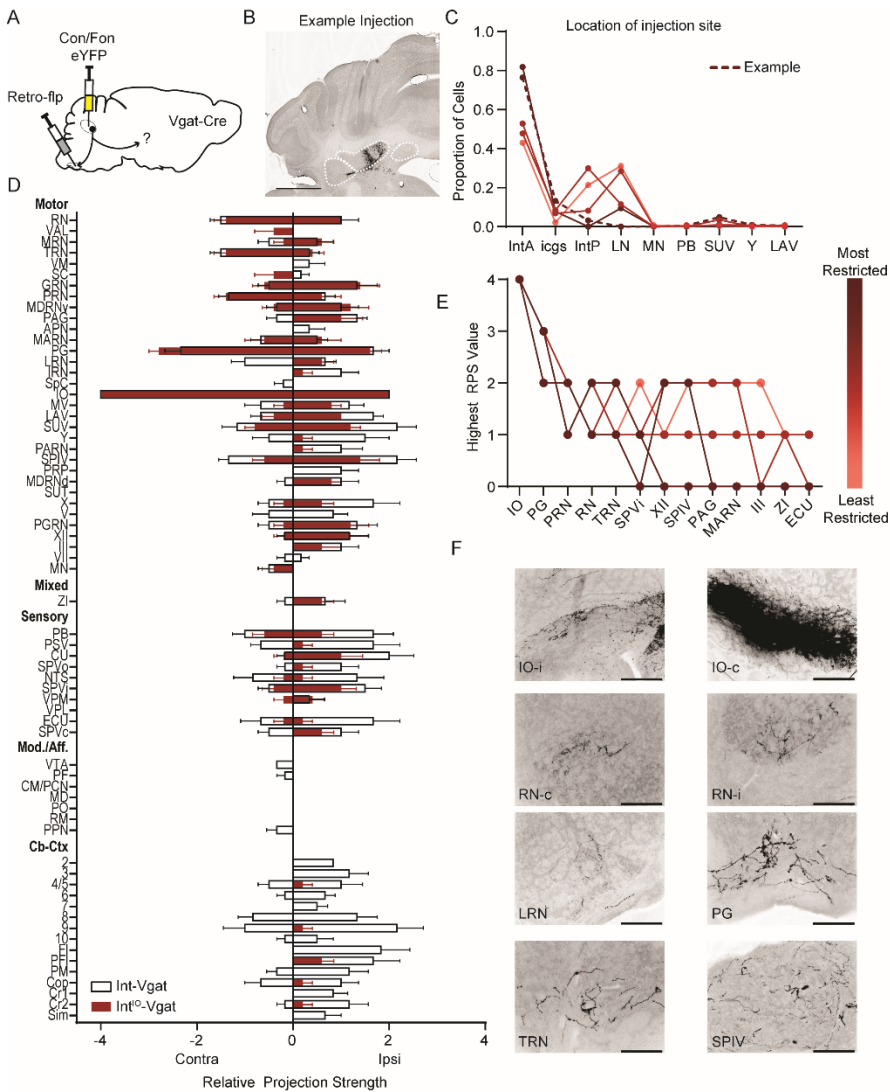 A
Con/Fon
eYFP
Retro-flp
Vgat-Cre
?
B
Example Injection
C
Location of injection site
Example
Proportion of Cells
1.0
0.8
0.6
0.4
0.2
0.0
IntA icgs IntP LN MN PB SUV Y LAV
D
Motor
RN
VAL
MRN
TRN
VM
SC
GRN
PRN
MDRNv
PAG
APN
MARN
PG
LRN
IRN
SpC
IO
MV
LAV
SUV
Y
PARN
SPIV
PRP
MDRNd
SUT
X
V
PGRN
XII
III
VII
MN
Mixed
ZI
Sensory
PB
PSV
CU
SPVo
NTS
SPVi
VPM
VPL
ECU
SPVc
Mod./Aff.
VTA
PF
CM/PCN
MD
PO
RM
PPN
Cb-Ctx
2
3
4/5
6
7
8
9
10
Fl
PFl
PM
Cop
Cr1
Cr2
Sim
Int-Vgat
Int^IO-Vgat
-4 -2 0 2 4
Contra Ipsi
Relative Projection Strength
E
Highest RPS Value
4
3
2
1
0
IO PG PRN RN TRN SPVI XII SPIV PAG MARN III ZI ECU
Most Restricted
Least Restricted
F
IO-i
IO-c
RN-c
RN-i
LRN
PG
TRN
SPIV